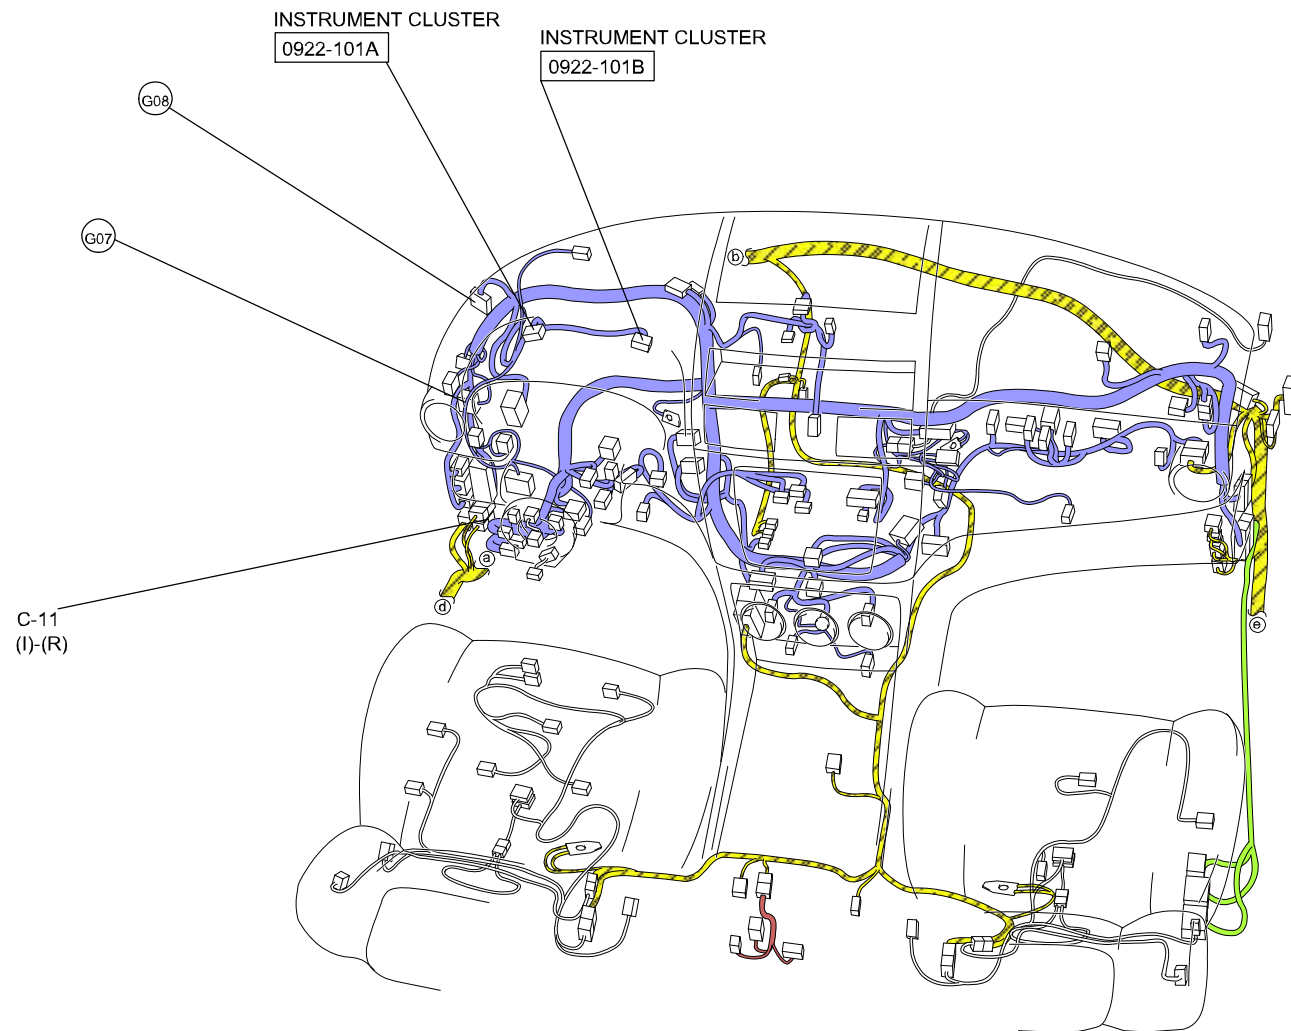 INSTRUMENT CLUSTER
0922-101A
INSTRUMENT CLUSTER
0922-101B
G08
G07
b
a
d
C-11
(I)-(R)
e